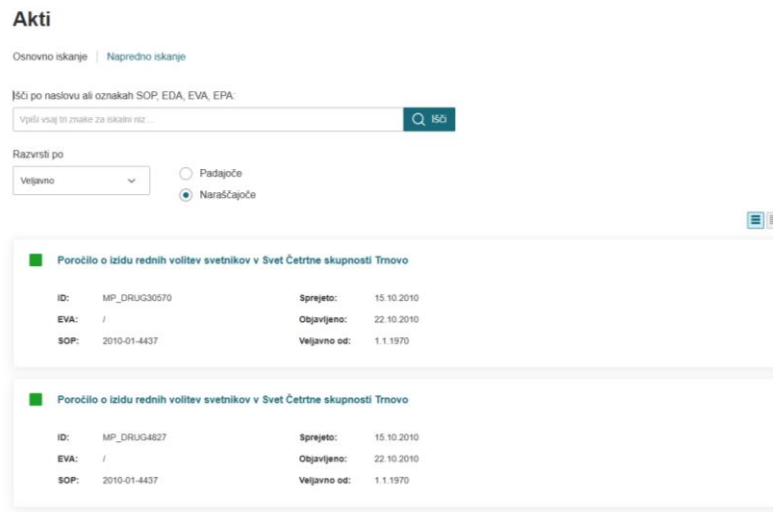 Akti
Osnovno iskanje | Napredno iskanje
Išči po naslovu ali oznakah SOP, EDA, EVA, EPA:
Vpiši vsaj tri znake za iskalni niz ...
Išči
Razvrsti po
Veljavno
Padajoče
Naraščajoče
Poročilo o izidu rednih volitev svetnikov v Svet Četrtne skupnosti Trnovo
ID: MP_DRUG30570 Sprejeto: 15.10.2010
EVA: / Objavljeno: 22.10.2010
SOP: 2010-01-4437 Veljavno od: 1.1.1970
Poročilo o izidu rednih volitev svetnikov v Svet Četrtne skupnosti Trnovo
ID: MP_DRUG4827 Sprejeto: 15.10.2010
EVA: / Objavljeno: 22.10.2010
SOP: 2010-01-4437 Veljavno od: 1.1.1970